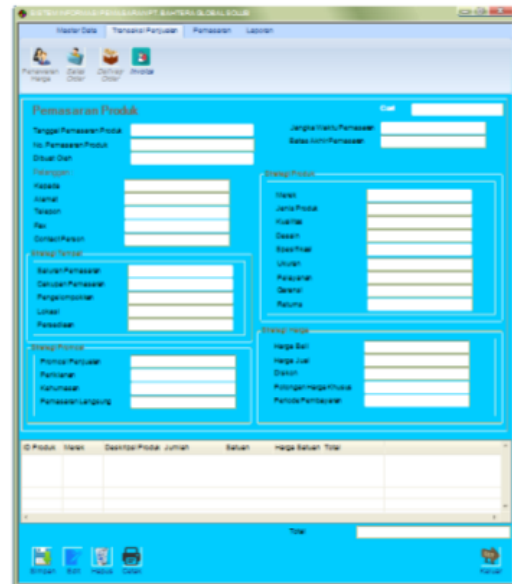 SISTEM INFORMASI PEMASARAN PT. BAHTERA GLOBAL SOLUSI
Master Data Transaksi Penjualan Pemasaran Laporan
Penawaran Harga Sales Order Delivery Order Invoice
Pemasaran Produk
Cari
Tanggal Pemasaran Produk
No. Pemasaran Produk
Dibuat Oleh
Jangka Waktu Pemasaran
Batas Akhir Pemasaran
Pelanggan
Kepada
Alamat
Telepon
Fax
Contact Person
Strategi Produk
Merek
Jenis Produk
Kualitas
Desain
Spesifikasi
Ukuran
Pelayanan
Garansi
Returns
Strategi Tempat
Saluran Pemasaran
Cakupan Pemasaran
Pengelompokkan
Lokasi
Persediaan
Strategi Promosi
Promosi Penjualan
Periklanan
Kehumasan
Pemasaran Langsung
Strategi Harga
Harga Beli
Harga Jual
Diskon
Potongan Harga Khusus
Periode Pembayaran
ID Produk Merek Deskripsi Produk Jumlah Satuan Harga Satuan Total
Total
Simpan Edit Hapus Cetak Keluar